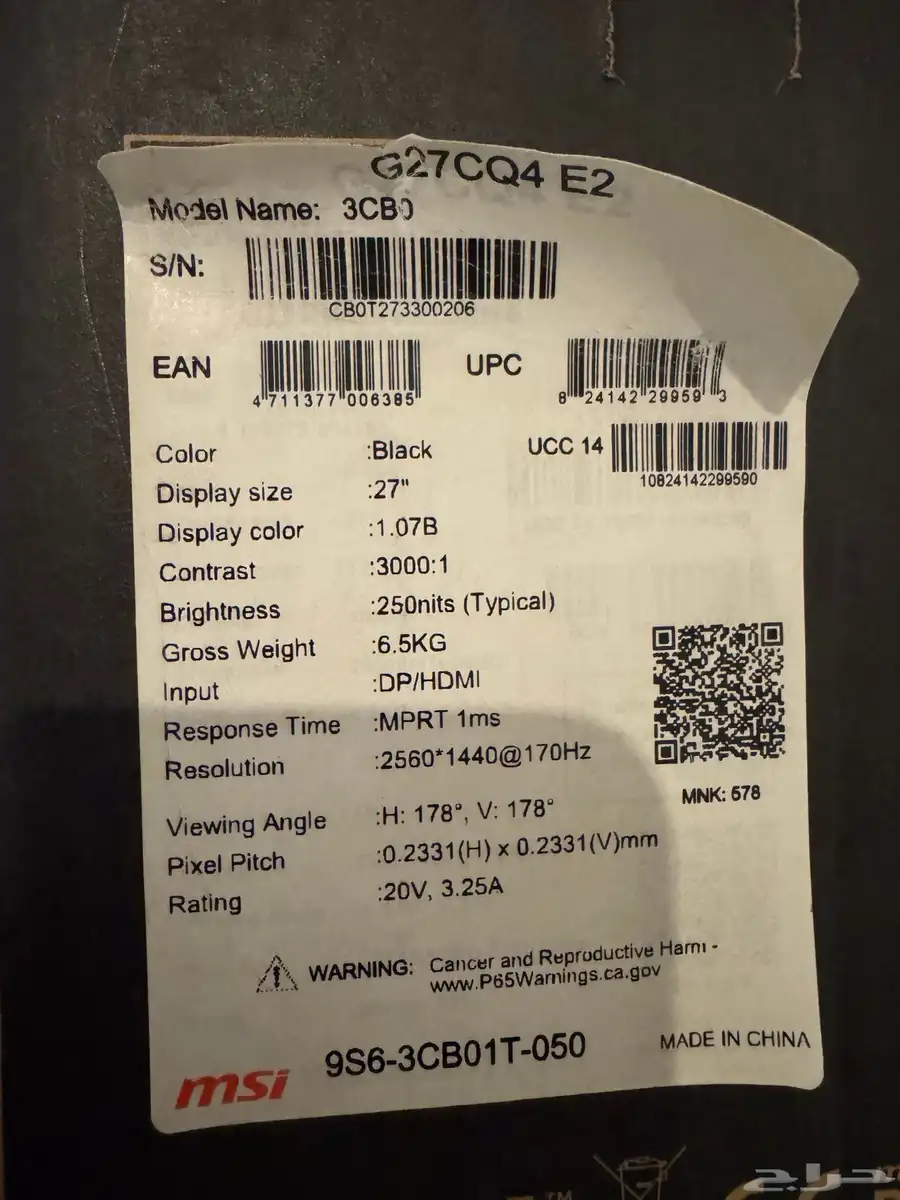 G27CQ4 E2
Model Name: 3CB0
S/N:
CB0T273300206
EAN
4 711377 006385
UPC
8 24142 29959 3
UCC 14
10824142299590
Color :Black
Display size :27"
Display color :1.07B
Contrast :3000:1
Brightness :250nits (Typical)
Gross Weight :6.5KG
Input :DP/HDMI
Response Time :MPRT 1ms
Resolution :2560*1440@170Hz
MNK: 578
Viewing Angle :H: 178°, V: 178°
Pixel Pitch :0.2331(H) x 0.2331(V)mm
Rating :20V, 3.25A
WARNING: Cancer and Reproductive Harm -
www.P65Warnings.ca.gov
msi 9S6-3CB01T-050 MADE IN CHINA
حراج